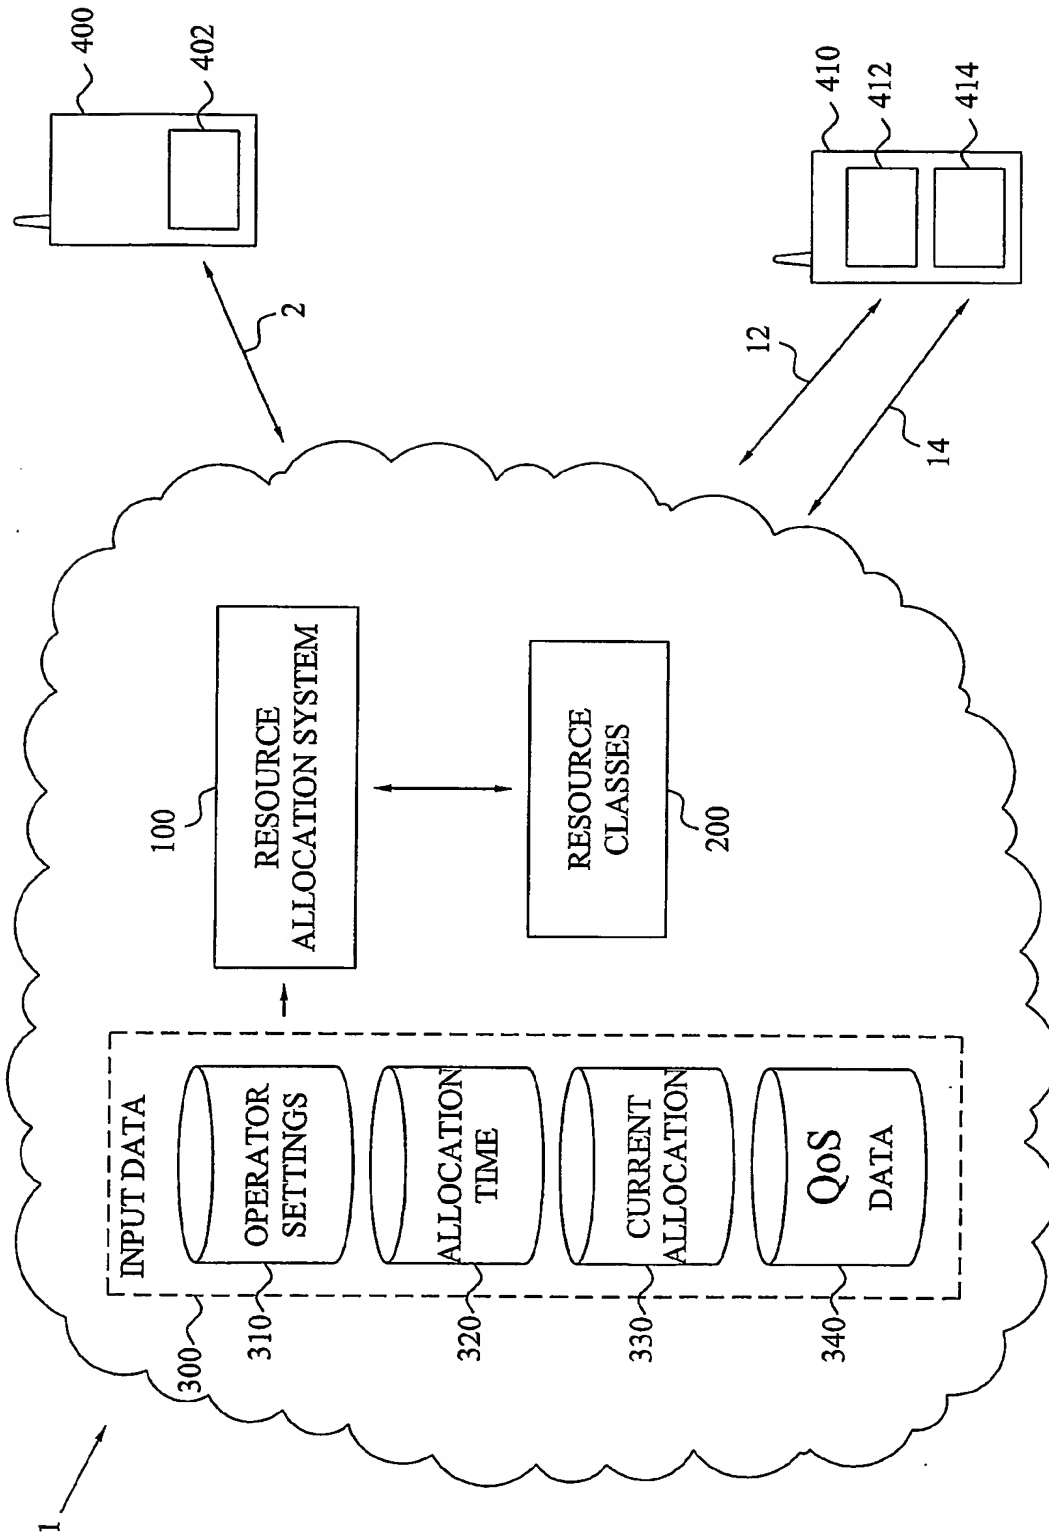 1
300
INPUT DATA
310
OPERATOR
SETTINGS
320
ALLOCATION
TIME
330
CURRENT
ALLOCATION
340
QoS
DATA
100
RESOURCE
ALLOCATION SYSTEM
RESOURCE
CLASSES
200
2
12
14
400
402
410
412
414